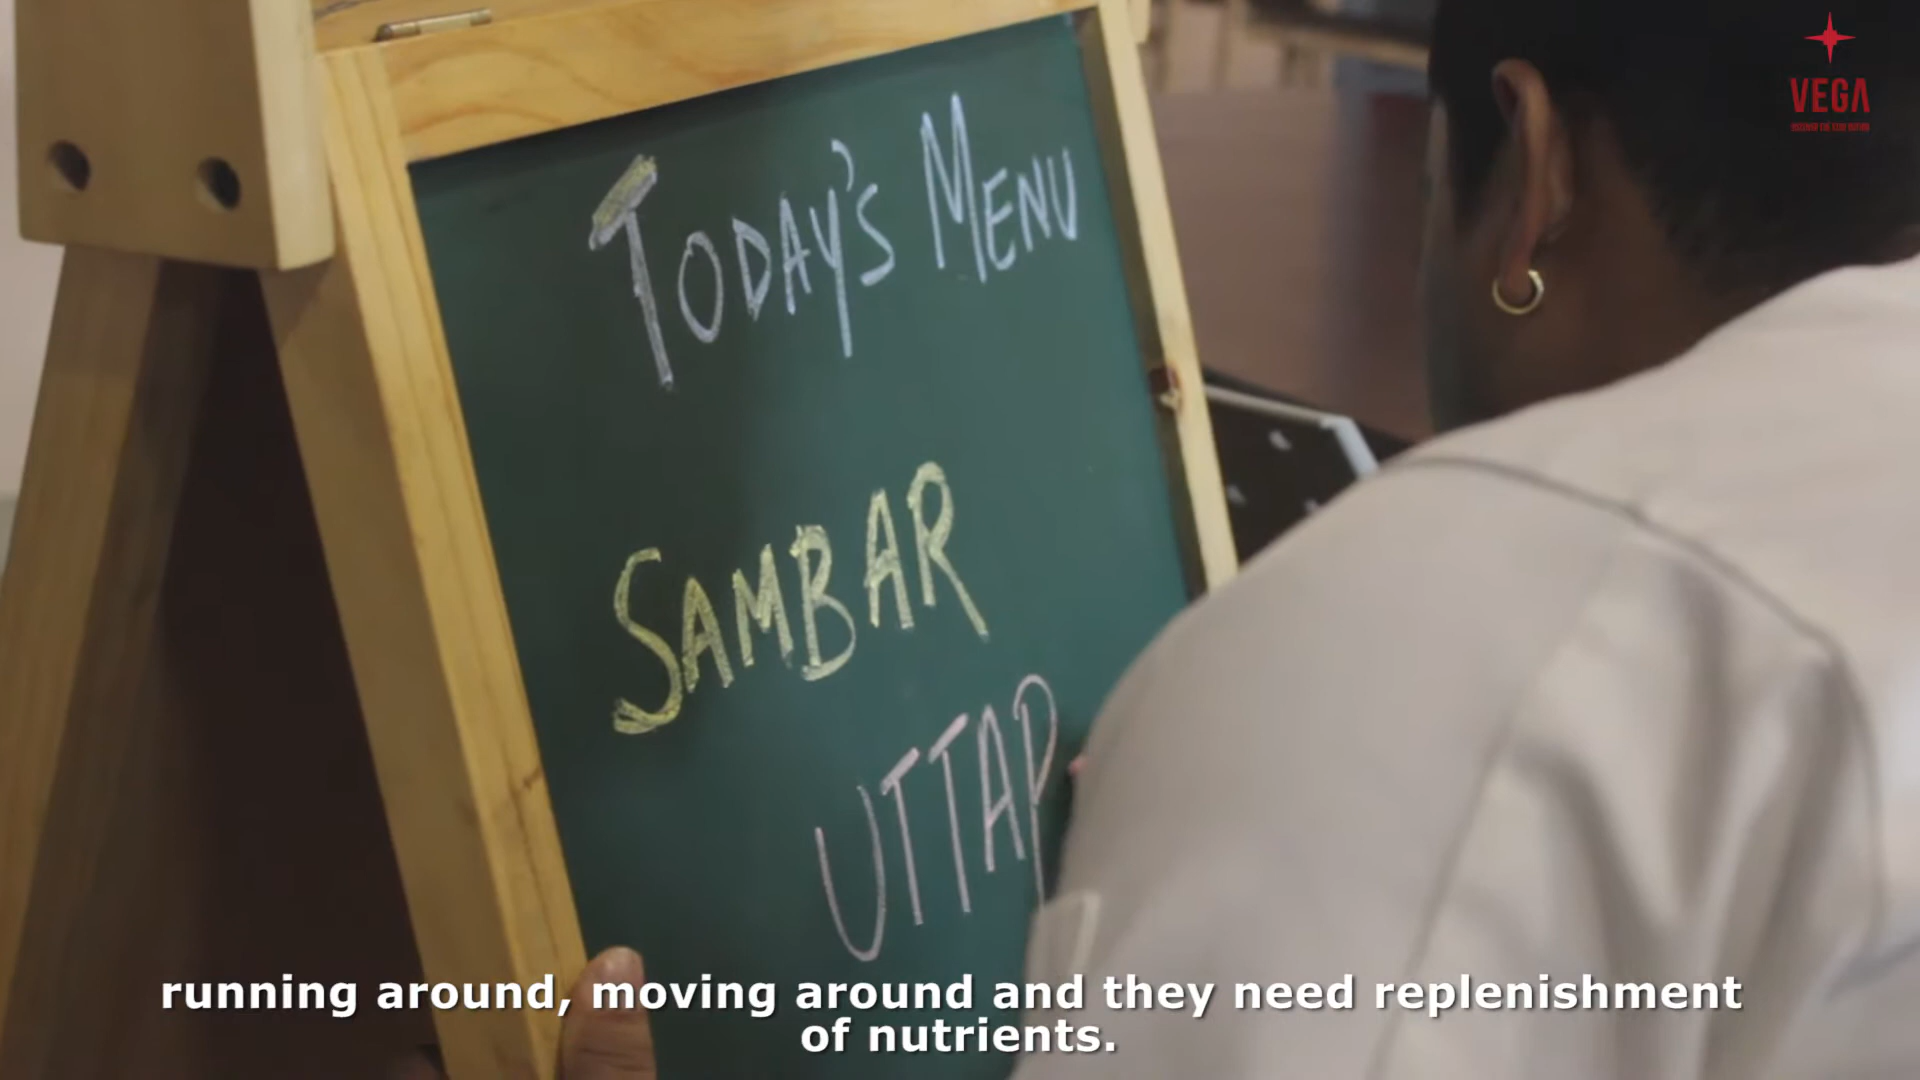 VEGA
TODAY'S MENU
SAMBAR
UTTAP
running around, moving around and they need replenishment
of nutrients.